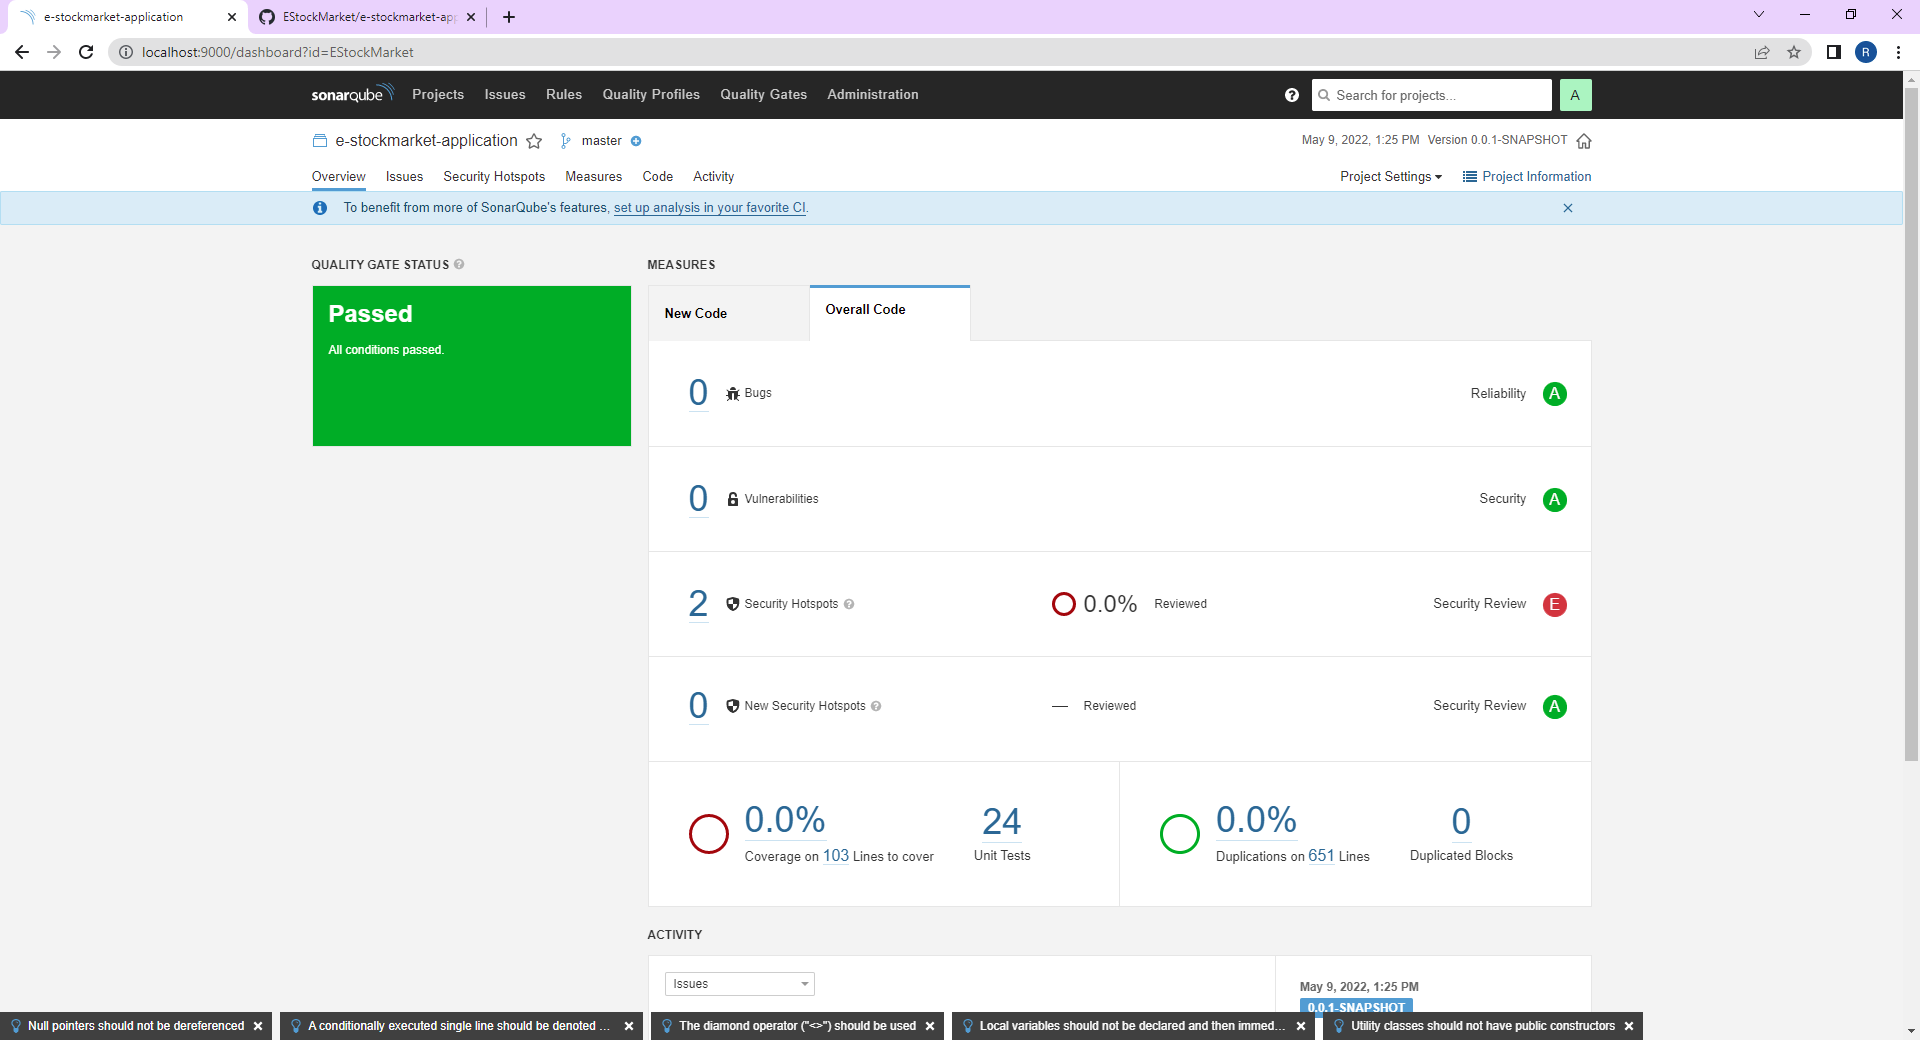 e-stockmarket-application
EStockMarket/e-stockmarket-app
localhost:9000/dashboard?id=EStockMarket
R
sonarqube
Projects
Issues
Rules
Quality Profiles
Quality Gates
Administration
?
Search for projects...
A
e-stockmarket-application
master
May 9, 2022, 1:25 PM
Version 0.0.1-SNAPSHOT
Overview
Issues
Security Hotspots
Measures
Code
Activity
Project Settings
Project Information
To benefit from more of SonarQube's features, set up analysis in your favorite CI.
QUALITY GATE STATUS ?
MEASURES
Passed
All conditions passed.
New Code
Overall Code
0 Bugs
Reliability A
0 Vulnerabilities
Security A
2 Security Hotspots ?
0.0% Reviewed
Security Review E
0 New Security Hotspots ?
— Reviewed
Security Review A
0.0%
Coverage on 103 Lines to cover
24
Unit Tests
0.0%
Duplications on 651 Lines
0
Duplicated Blocks
ACTIVITY
Issues
May 9, 2022, 1:25 PM
0.0.1-SNAPSHOT
Null pointers should not be dereferenced
A conditionally executed single line should be denoted ...
The diamond operator ("<>") should be used
Local variables should not be declared and then immed...
Utility classes should not have public constructors